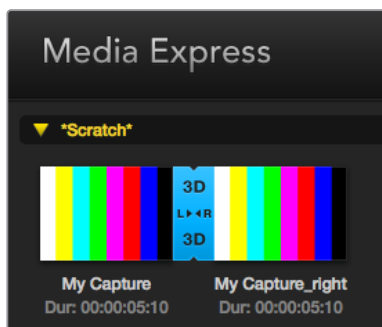 Media Express
*Scratch*
3D
L R
3D
My Capture My Capture_right
Dur: 00:00:05:10 Dur: 00:00:05:10